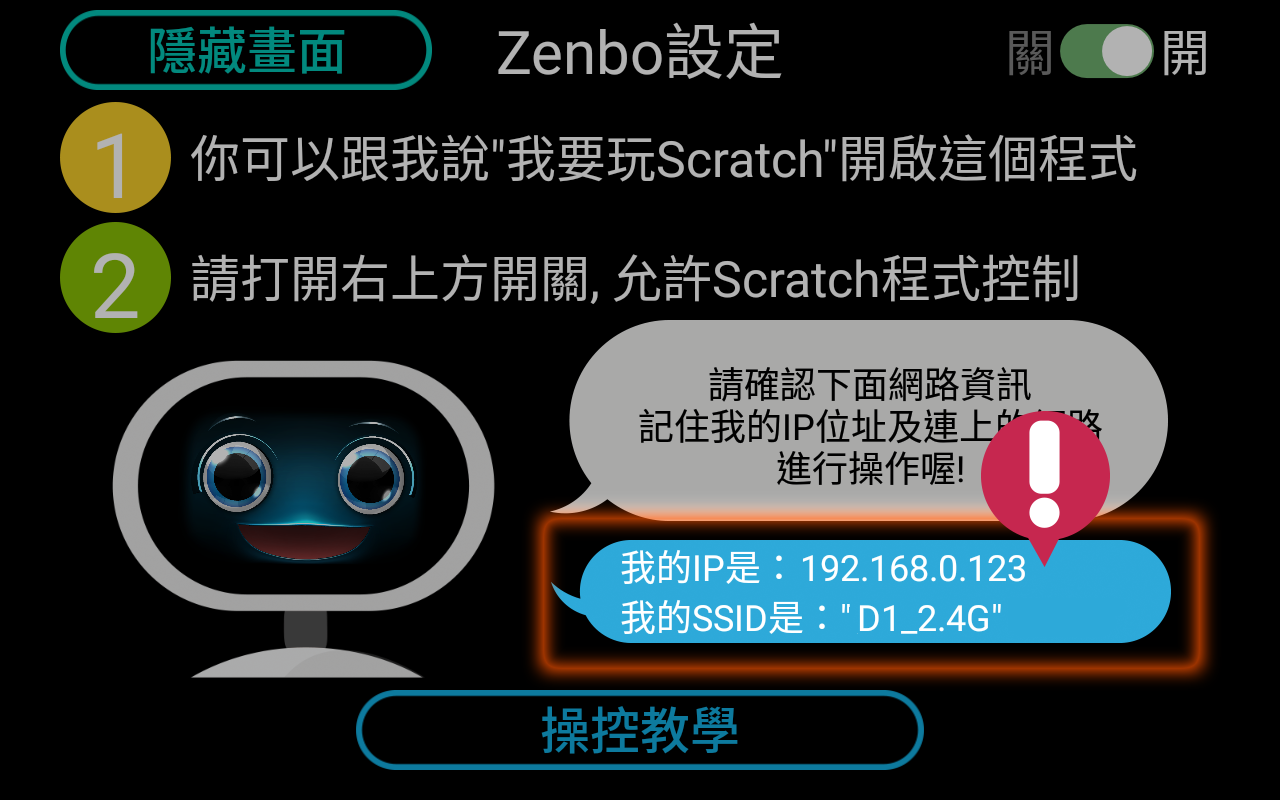 隱藏畫面
Zenbo設定
關 開
1 你可以跟我說"我要玩Scratch"開啟這個程式
2 請打開右上方開關, 允許Scratch程式控制
請確認下面網路資訊
記住我的IP位址及連上的網路
進行操作喔!
我的IP是：192.168.0.123
我的SSID是："D1_2.4G"
操控教學